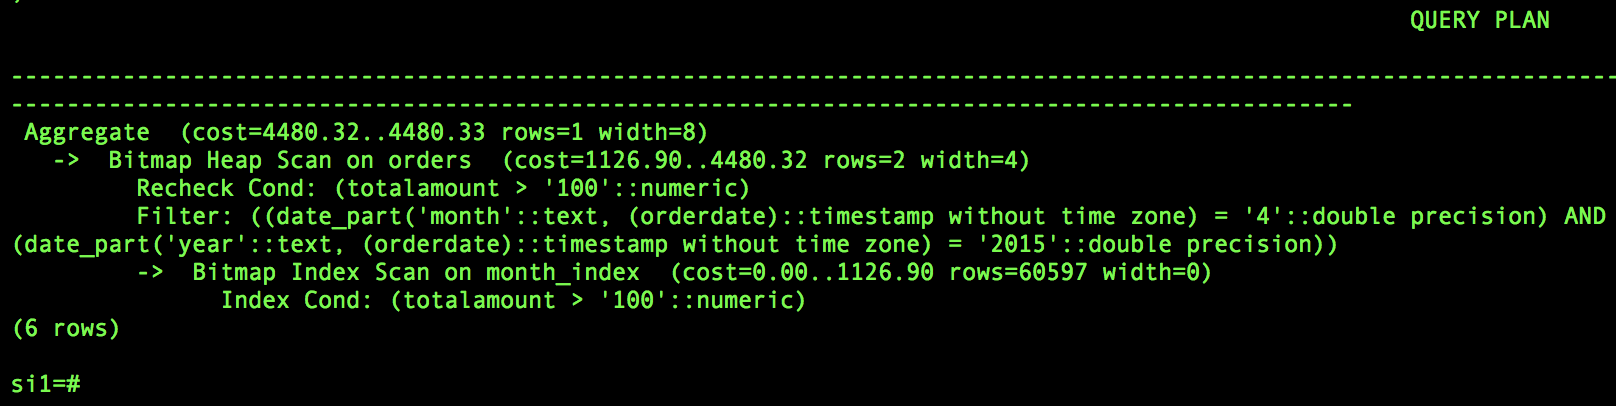 QUERY PLAN
-------------------------------------------------------------------------------------------------------------------
------------------------------------------------------------------------------------------------
Aggregate  (cost=4480.32..4480.33 rows=1 width=8)
  ->  Bitmap Heap Scan on orders  (cost=1126.90..4480.32 rows=2 width=4)
        Recheck Cond: (totalamount > '100'::numeric)
        Filter: ((date_part('month'::text, (orderdate)::timestamp without time zone) = '4'::double precision) AND
(date_part('year'::text, (orderdate)::timestamp without time zone) = '2015'::double precision))
        ->  Bitmap Index Scan on month_index  (cost=0.00..1126.90 rows=60597 width=0)
              Index Cond: (totalamount > '100'::numeric)
(6 rows)
si1=#